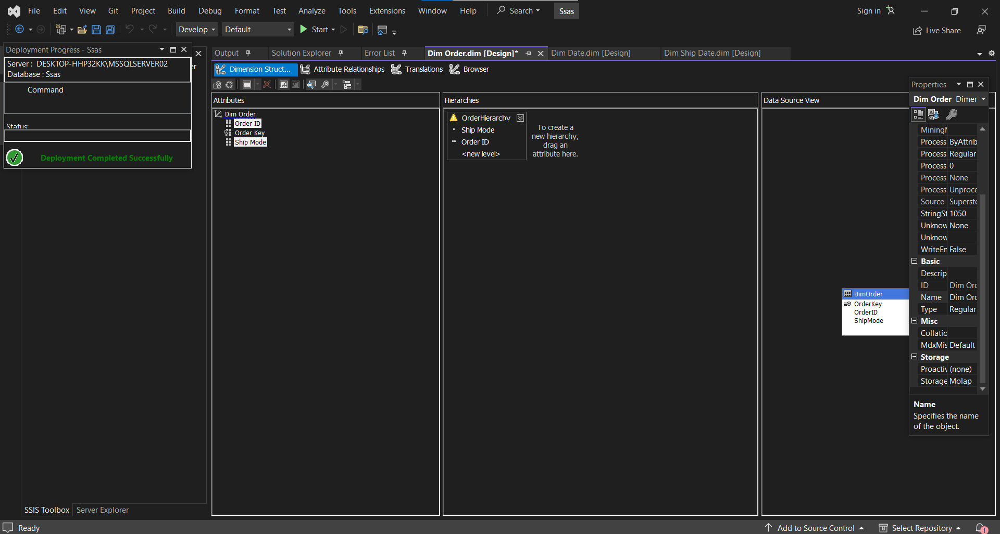 File Edit View Git Project Build Debug Format Test Analyze Tools Extensions Window Help Search Ssas Sign in
Develop Default Start Live Share
Deployment Progress - Ssas
Server : DESKTOP-HHP32KK\MSSQLSERVER02
Database : Ssas
Command
Status:
Deployment Completed Successfully
er
Output Solution Explorer Error List Dim Order.dim [Design]* Dim Date.dim [Design] Dim Ship Date.dim [Design]
Dimension Struct... Attribute Relationships Translations Browser
Attributes
Dim Order
Order ID
Order Key
Ship Mode
Hierarchies
OrderHierarchy
Ship Mode
Order ID
<new level>
To create a
new hierarchy,
drag an
attribute here.
Data Source View
DimOrder
OrderKey
OrderID
ShipMode
Properties
Dim Order Dimer
Mining
Process ByAttrib
Process Regular
Process 0
Process None
Process Unproce
Source Supersto
StringSt 1050
Unknow None
Unknow
WriteEn False
Basic
Descrip
ID Dim Ord
Name Dim Ord
Type Regular
Misc
Collatio
MdxMis Default
Storage
Proactiv (none)
Storage Molap
Name
Specifies the name
of the object.
SSIS Toolbox Server Explorer
Ready Add to Source Control Select Repository 1